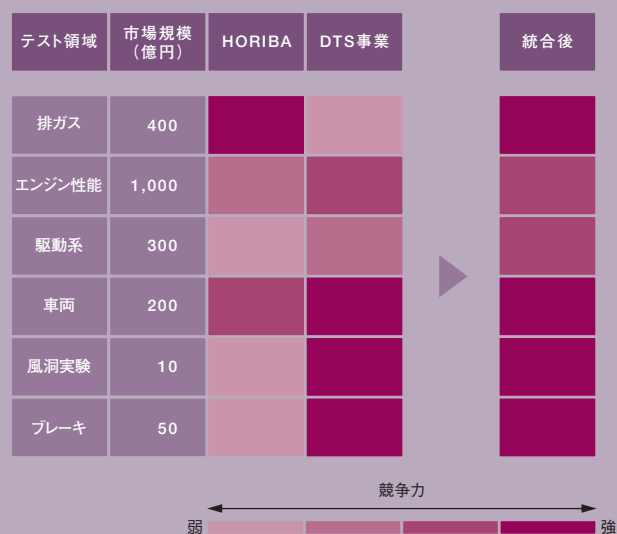 テスト領域
市場規模
（億円）
HORIBA
DTS事業
統合後
排ガス
400
エンジン性能
1,000
駆動系
300
車両
200
風洞実験
10
ブレーキ
50
競争力
弱
強